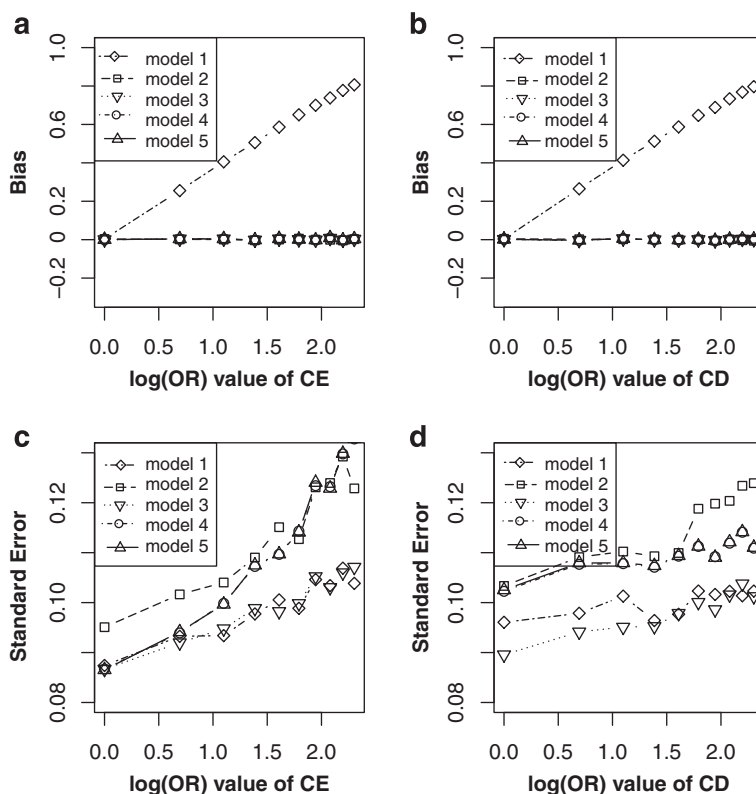 a
Bias
1.0
0.6
0.2
0
−0.2
model 1
model 2
model 3
model 4
model 5
0.0
0.5
1.0
1.5
2.0
log(OR) value of CE
b
Bias
1.0
0.6
0.2
0
−0.2
model 1
model 2
model 3
model 4
model 5
0.0
0.5
1.0
1.5
2.0
log(OR) value of CD
c
Standard Error
0.12
0.10
0.08
model 1
model 2
model 3
model 4
model 5
0.0
0.5
1.0
1.5
2.0
log(OR) value of CE
d
Standard Error
0.12
0.10
0.08
model 1
model 2
model 3
model 4
model 5
0.0
0.5
1.0
1.5
2.0
log(OR) value of CD